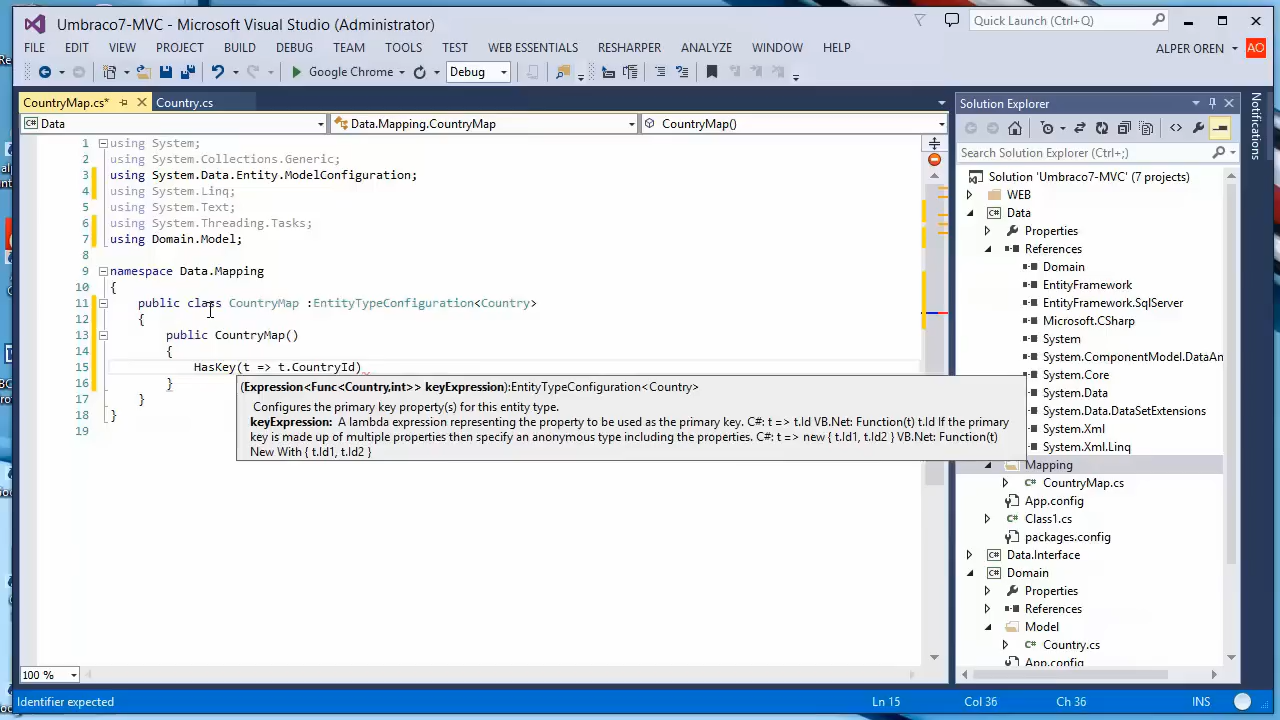 Umbraco7-MVC - Microsoft Visual Studio (Administrator)
Quick Launch (Ctrl+Q)
FILE EDIT VIEW PROJECT BUILD DEBUG TEAM TOOLS TEST WEB ESSENTIALS RESHARPER ANALYZE WINDOW HELP
ALPER OREN AO
Google Chrome Debug
CountryMap.cs* Country.cs
Data Data.Mapping.CountryMap CountryMap()
1 using System;
2 using System.Collections.Generic;
3 using System.Data.Entity.ModelConfiguration;
4 using System.Linq;
5 using System.Text;
6 using System.Threading.Tasks;
7 using Domain.Model;
8
9 namespace Data.Mapping
10 {
11 public class CountryMap :EntityTypeConfiguration<Country>
12 {
13 public CountryMap()
14 {
15 HasKey(t => t.CountryId)
16 }
17 }
18 }
19
(Expression<Func<Country,int>> keyExpression):EntityTypeConfiguration<Country>
Configures the primary key property(s) for this entity type.
keyExpression: A lambda expression representing the property to be used as the primary key. C#: t => t.Id VB.Net: Function(t) t.Id If the primary
key is made up of multiple properties then specify an anonymous type including the properties. C#: t => new { t.Id1, t.Id2 } VB.Net: Function(t)
New With { t.Id1, t.Id2 }
100 %
Identifier expected Ln 15 Col 36 Ch 36 INS
Solution Explorer
Search Solution Explorer (Ctrl+;)
Solution 'Umbraco7-MVC' (7 projects)
WEB
Data
Properties
References
Domain
EntityFramework
EntityFramework.SqlServer
Microsoft.CSharp
System
System.ComponentModel.DataAn
System.Core
System.Data
System.Data.DataSetExtensions
System.Xml
System.Xml.Linq
Mapping
CountryMap.cs
App.config
Class1.cs
packages.config
Data.Interface
Domain
Properties
References
Model
Country.cs
App.config
Notifications